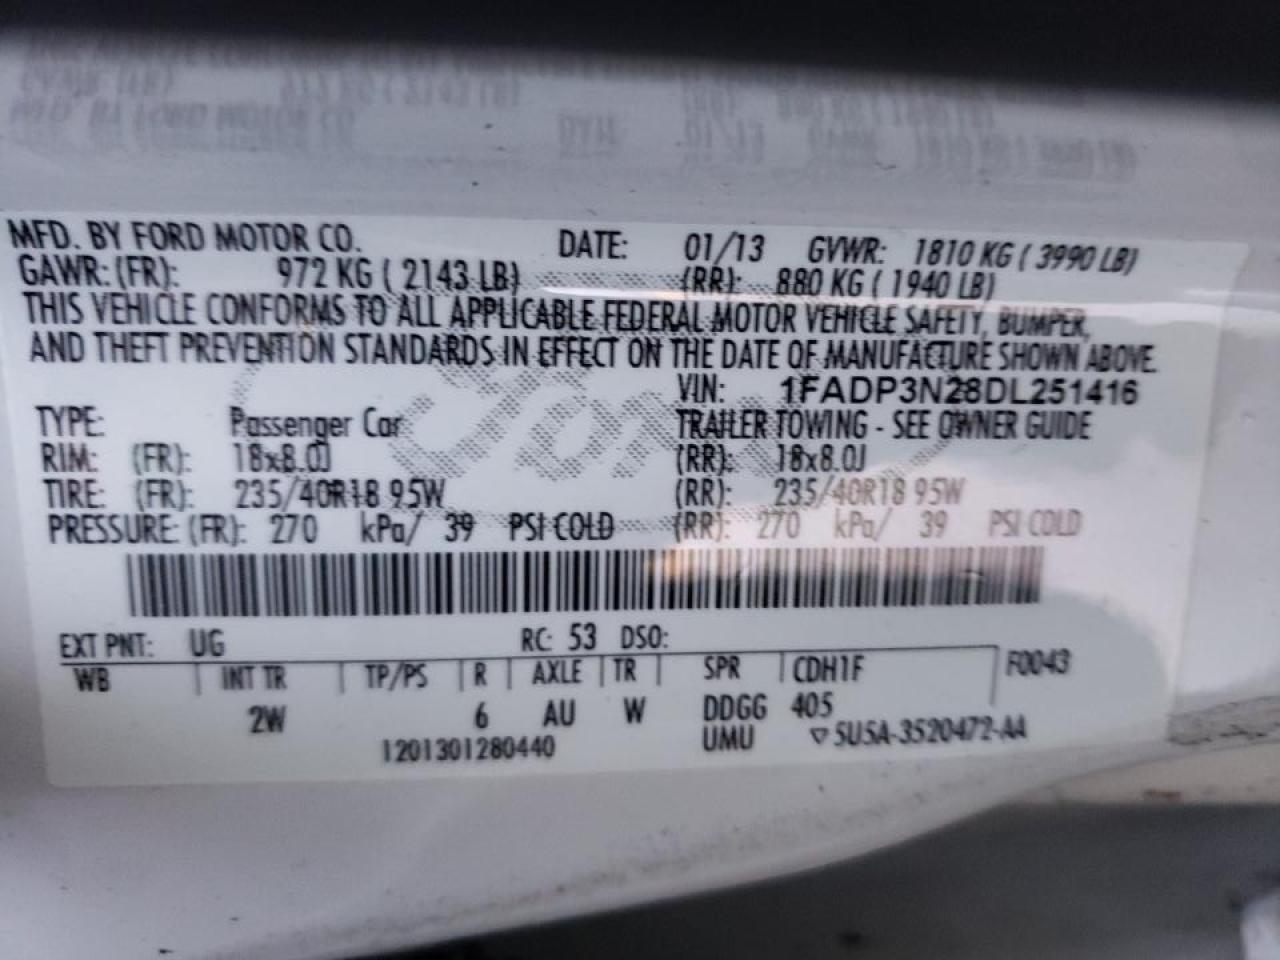 MFD. BY FORD MOTOR CO. DATE: 01/13 GVWR: 1810 KG ( 3990 LB)
GAWR: (FR): 972 KG ( 2143 LB) (RR): 880 KG ( 1940 LB)
THIS VEHICLE CONFORMS TO ALL APPLICABLE FEDERAL MOTOR VEHICLE SAFETY, BUMPER,
AND THEFT PREVENTION STANDARDS IN EFFECT ON THE DATE OF MANUFACTURE SHOWN ABOVE.
VIN: 1FADP3N28DL251416
TYPE: Passenger Car TRAILER TOWING - SEE OWNER GUIDE
RIM: (FR): 18x8.0J (RR): 18x8.0J
TIRE: (FR): 235/40R18 95W (RR): 235/40R18 95W
PRESSURE: (FR): 270 kPa/ 39 PSI COLD (RR): 270 kPa/ 39 PSI COLD
EXT PNT: UG RC: 53 DSO:
WB INT TR TP/PS R AXLE TR SPR CDH1F F0043
2W 6 AU W DDGG 405
1201301280440 UMU ▽5U5A-3520472-AA
Ford